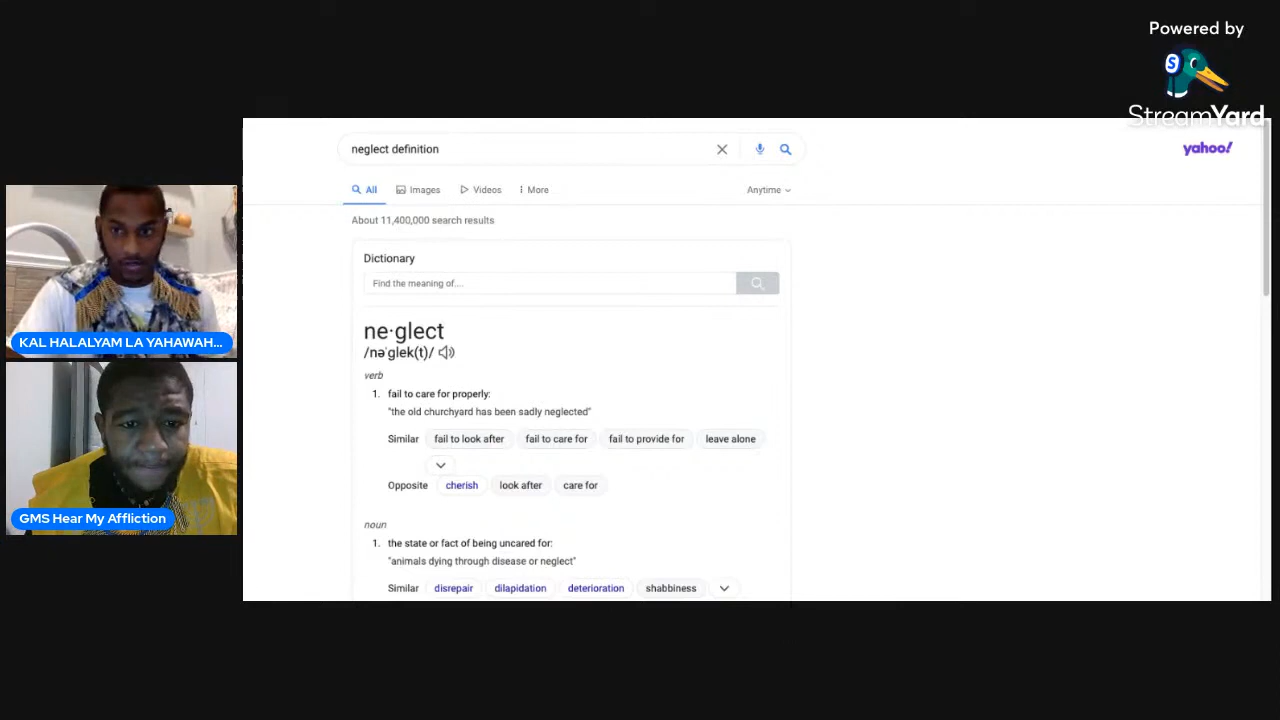 Powered by
StreamYard
neglect definition
yahoo!
All Images Videos More Anytime
About 11,400,000 search results
Dictionary
Find the meaning of....
ne·glect
/nəˈglek(t)/
verb
1. fail to care for properly:
"the old churchyard has been sadly neglected"
Similar fail to look after fail to care for fail to provide for leave alone
Opposite cherish look after care for
noun
1. the state or fact of being uncared for:
"animals dying through disease or neglect"
Similar disrepair dilapidation deterioration shabbiness
KAL HALALYAM LA YAHAWAH...
GMS Hear My Affliction